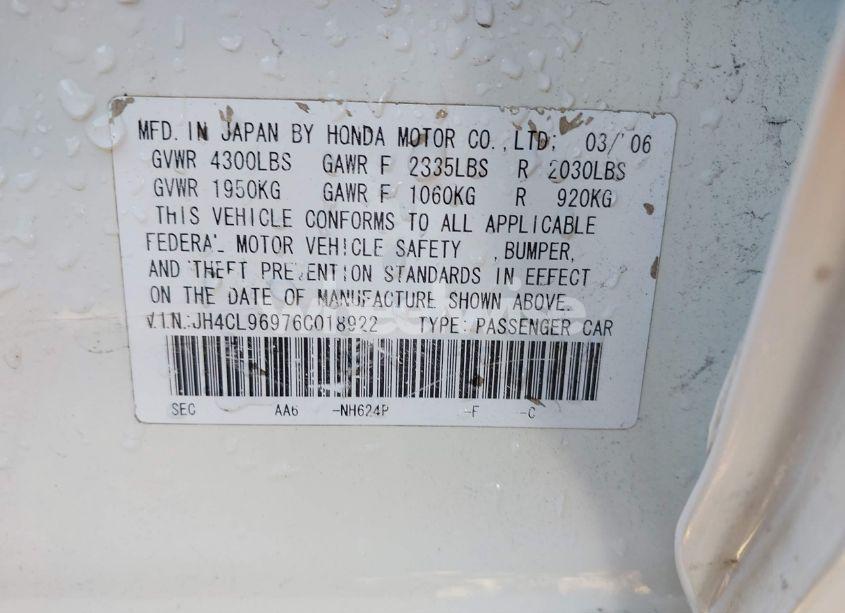 MFD. IN JAPAN BY HONDA MOTOR CO.,LTD; 03/'06
GVWR 4300LBS GAWR F 2335LBS R 2030LBS
GVWR 1950KG GAWR F 1060KG R 920KG
THIS VEHICLE CONFORMS TO ALL APPLICABLE
FEDERAL MOTOR VEHICLE SAFETY ,BUMPER,
AND THEFT PREVENTION STANDARDS IN EFFECT
ON THE DATE OF MANUFACTURE SHOWN ABOVE.
V.I.N.:JH4CL96976C018922 TYPE:PASSENGER CAR
SEC AA6 -NH624P -F -C